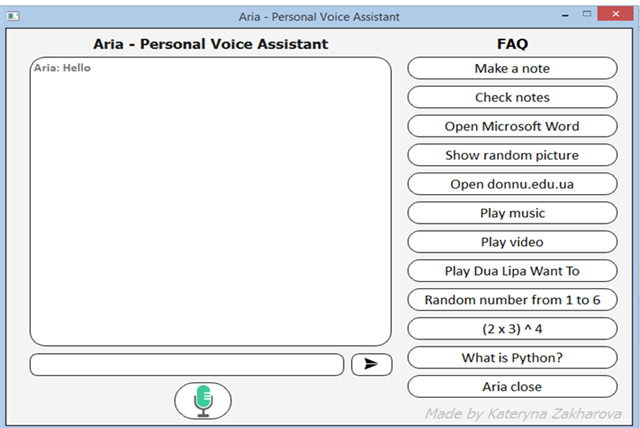 Aria - Personal Voice Assistant
Aria - Personal Voice Assistant
Aria: Hello
FAQ
Make a note
Check notes
Open Microsoft Word
Show random picture
Open donnu.edu.ua
Play music
Play video
Play Dua Lipa Want To
Random number from 1 to 6
(2 x 3) ^ 4
What is Python?
Aria close
Made by Kateryna Zakharova